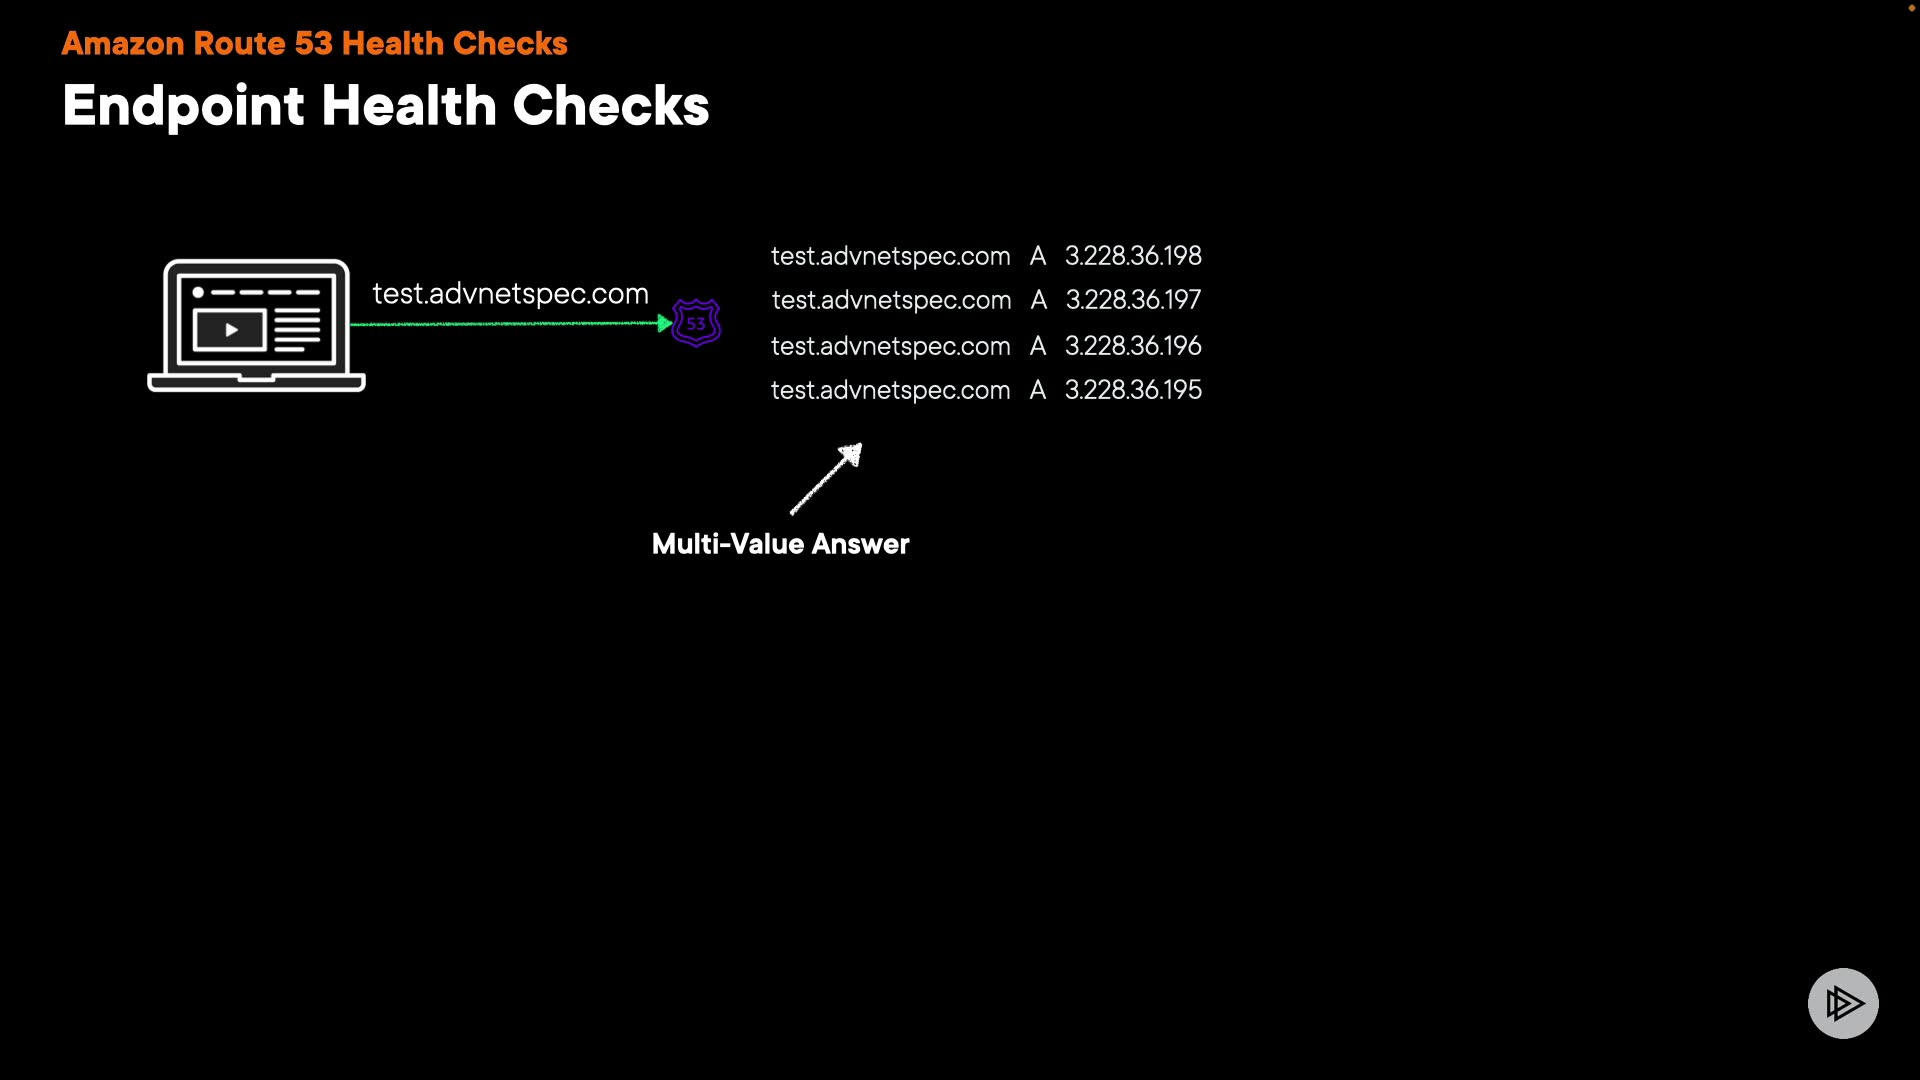 Amazon Route 53 Health Checks
Endpoint Health Checks
test.advnetspec.com
53
test.advnetspec.com A 3.228.36.198
test.advnetspec.com A 3.228.36.197
test.advnetspec.com A 3.228.36.196
test.advnetspec.com A 3.228.36.195
Multi-Value Answer